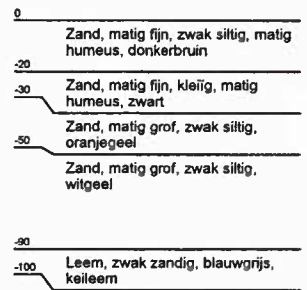 0
Zand, matig fijn, zwak siltig, matig
humeus, donkerbruin
-20
Zand, matig fijn, kleiïg, matig
humeus, zwart
-30
Zand, matig grof, zwak siltig,
oranjegeel
-50
Zand, matig grof, zwak siltig,
witgeel
-90
Leem, zwak zandig, blauwgrijs,
keileem
-100